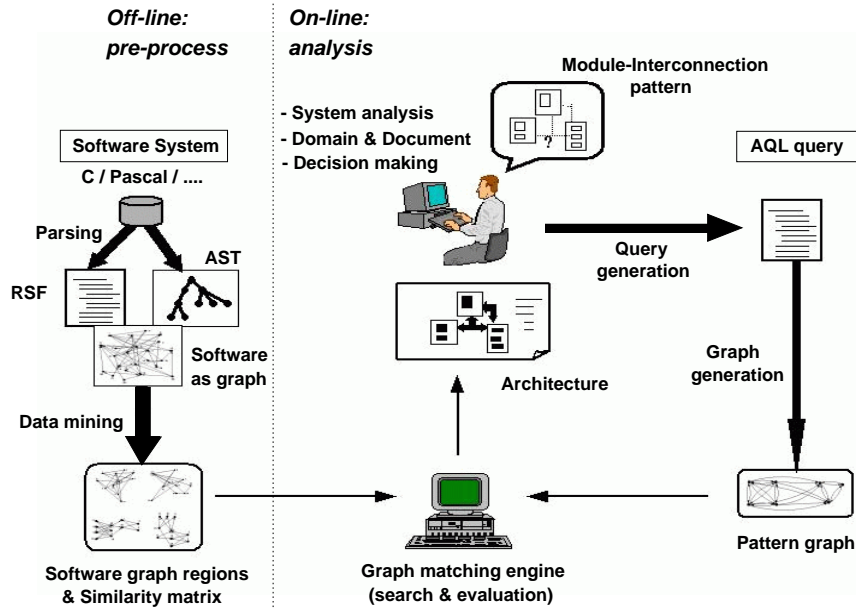 Off-line:
pre-process
On-line:
analysis
Software System
C / Pascal / ....
Parsing
AST
RSF
Software
as graph
Data mining
Software graph regions
& Similarity matrix
Module-Interconnection
pattern
?
- System analysis
- Domain & Document
- Decision making
Query
generation
AQL query
Graph
generation
Architecture
Graph matching engine
(search & evaluation)
Pattern graph